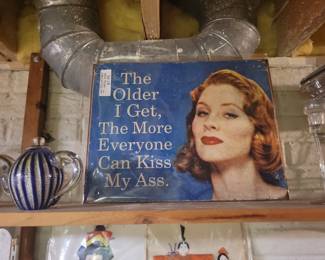 The
Older
I Get,
The More
Everyone
Can Kiss
My Ass.